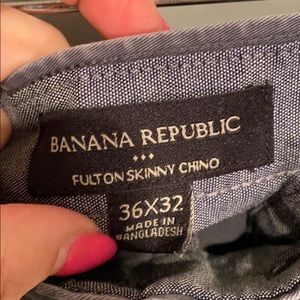 BANANA REPUBLIC
FULTON SKINNY CHINO
36X32
MADE IN
BANGLADESH